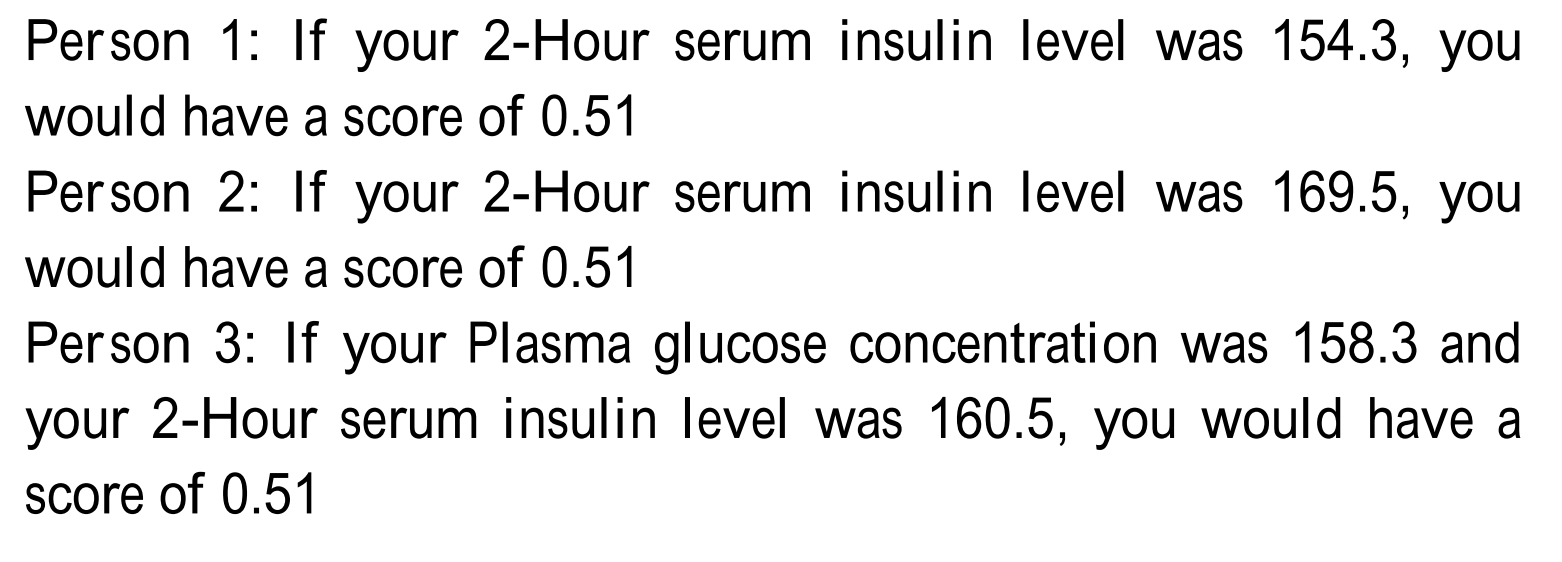 Person 1: If your 2-Hour serum insulin level was 154.3, you
would have a score of 0.51
Person 2: If your 2-Hour serum insulin level was 169.5, you
would have a score of 0.51
Person 3: If your Plasma glucose concentration was 158.3 and
your 2-Hour serum insulin level was 160.5, you would have a
score of 0.51